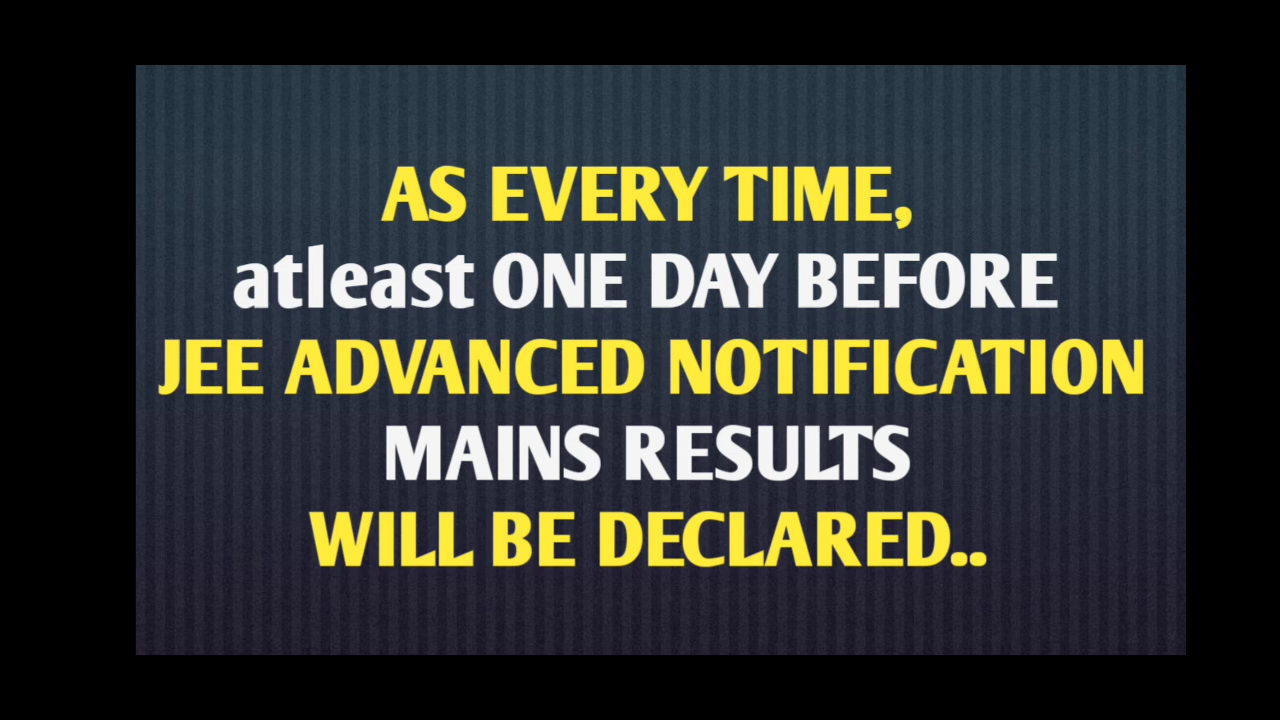 AS EVERY TIME,
atleast ONE DAY BEFORE
JEE ADVANCED NOTIFICATION
MAINS RESULTS
WILL BE DECLARED..